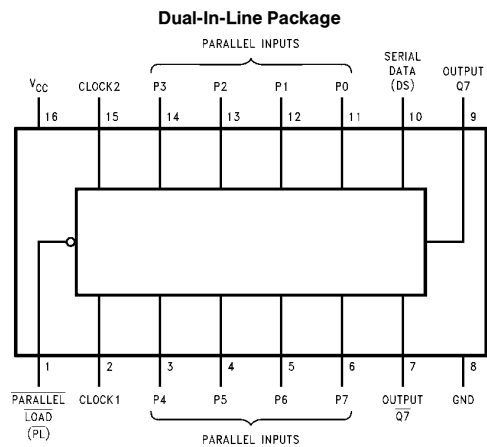 Dual-In-Line Package
PARALLEL INPUTS
SERIAL
DATA
(DS)
OUTPUT
Q7
VCC
CLOCK2
P3
P2
P1
P0
16
15
14
13
12
11
10
9
1
2
3
4
5
6
7
8
PARALLEL
LOAD
(PL)
CLOCK1
P4
P5
P6
P7
OUTPUT
Q7
GND
PARALLEL INPUTS